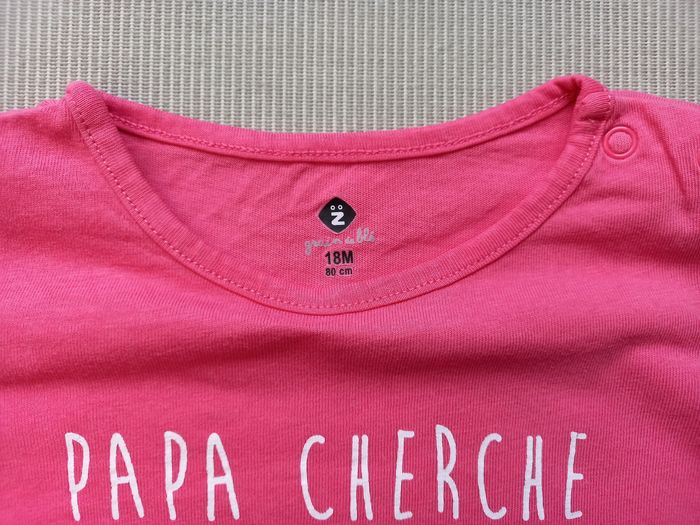 Z
grain de blé
18M
80 cm
PAPA CHERCHE